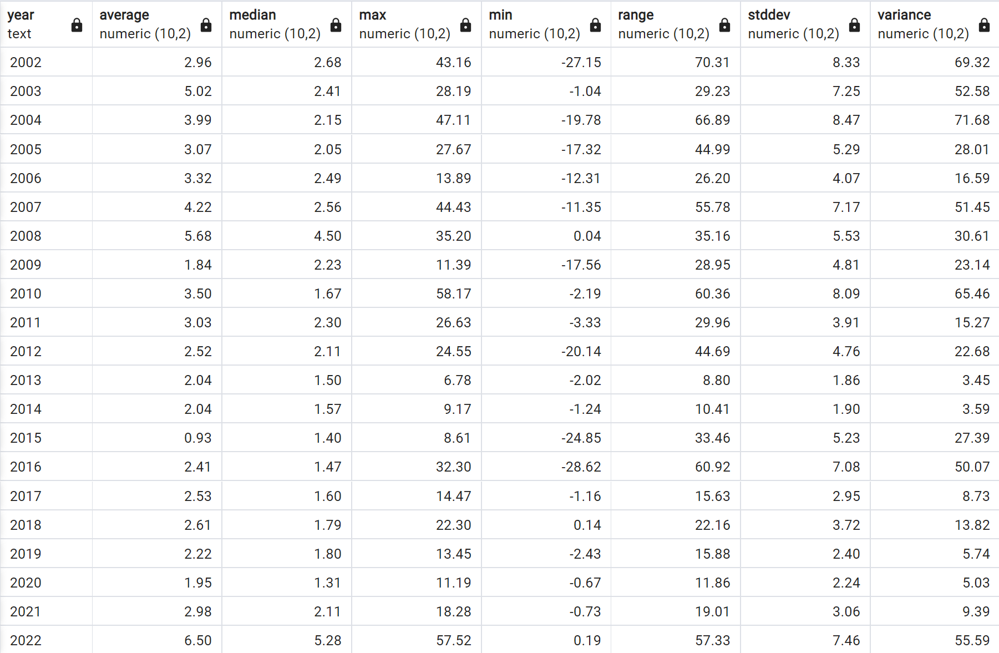 year average median max min range stddev variance
text numeric (10,2) numeric (10,2) numeric (10,2) numeric (10,2) numeric (10,2) numeric (10,2) numeric (10,2)
2002 2.96 2.68 43.16 -27.15 70.31 8.33 69.32
2003 5.02 2.41 28.19 -1.04 29.23 7.25 52.58
2004 3.99 2.15 47.11 -19.78 66.89 8.47 71.68
2005 3.07 2.05 27.67 -17.32 44.99 5.29 28.01
2006 3.32 2.49 13.89 -12.31 26.20 4.07 16.59
2007 4.22 2.56 44.43 -11.35 55.78 7.17 51.45
2008 5.68 4.50 35.20 0.04 35.16 5.53 30.61
2009 1.84 2.23 11.39 -17.56 28.95 4.81 23.14
2010 3.50 1.67 58.17 -2.19 60.36 8.09 65.46
2011 3.03 2.30 26.63 -3.33 29.96 3.91 15.27
2012 2.52 2.11 24.55 -20.14 44.69 4.76 22.68
2013 2.04 1.50 6.78 -2.02 8.80 1.86 3.45
2014 2.04 1.57 9.17 -1.24 10.41 1.90 3.59
2015 0.93 1.40 8.61 -24.85 33.46 5.23 27.39
2016 2.41 1.47 32.30 -28.62 60.92 7.08 50.07
2017 2.53 1.60 14.47 -1.16 15.63 2.95 8.73
2018 2.61 1.79 22.30 0.14 22.16 3.72 13.82
2019 2.22 1.80 13.45 -2.43 15.88 2.40 5.74
2020 1.95 1.31 11.19 -0.67 11.86 2.24 5.03
2021 2.98 2.11 18.28 -0.73 19.01 3.06 9.39
2022 6.50 5.28 57.52 0.19 57.33 7.46 55.59